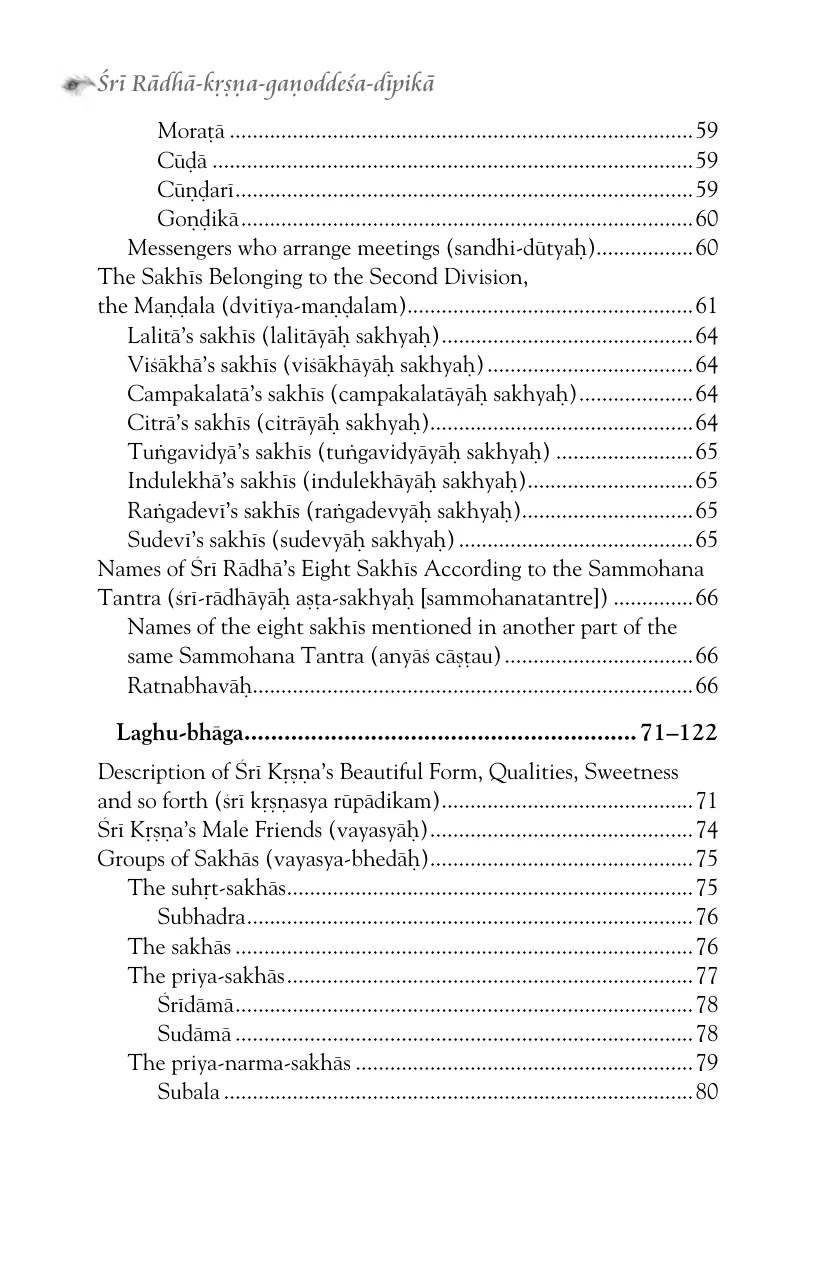 Śrī Rādhā-kṛṣṇa-gaṇoddeśa-dīpikā
Moraṭā ................................................................................59
Cūḍā ...................................................................................59
Cūṇḍarī................................................................................59
Goṇḍikā...............................................................................60
Messengers who arrange meetings (sandhi-dūtyaḥ).................60
The Sakhīs Belonging to the Second Division,
the Maṇḍala (dvitīya-maṇḍalam)..................................................61
Lalitā’s sakhīs (lalitāyāḥ sakhyaḥ)............................................64
Viśākhā’s sakhīs (viśākhāyāḥ sakhyaḥ)....................................64
Campakalatā’s sakhīs (campakalatāyāḥ sakhyaḥ)....................64
Citrā’s sakhīs (citrāyāḥ sakhyaḥ)..............................................64
Tuṅgavidyā’s sakhīs (tuṅgavidyāyāḥ sakhyaḥ) ........................65
Indulekhā’s sakhīs (indulekhāyāḥ sakhyaḥ).............................65
Raṅgadevī’s sakhīs (raṅgadevyāḥ sakhyaḥ)..............................65
Sudevī’s sakhīs (sudevyāḥ sakhyaḥ) .........................................65
Names of Śrī Rādhā’s Eight Sakhīs According to the Sammohana
Tantra (śrī-rādhāyāḥ aṣṭa-sakhyaḥ [sammohanatantre]) ..............66
Names of the eight sakhīs mentioned in another part of the
same Sammohana Tantra (anyāś cāṣṭau) .................................66
Ratnabhavāḥ.............................................................................66
Laghu-bhāga........................................................... 71–122
Description of Śrī Kṛṣṇa’s Beautiful Form, Qualities, Sweetness
and so forth (śrī kṛṣṇasya rūpādikam)............................................71
Śrī Kṛṣṇa’s Male Friends (vayasyāḥ)..............................................74
Groups of Sakhās (vayasya-bhedāḥ)..............................................75
The suhṛt-sakhās.......................................................................75
Subhadra..............................................................................76
The sakhās ................................................................................76
The priya-sakhās.......................................................................77
Śrīdāmā................................................................................78
Sudāmā ................................................................................78
The priya-narma-sakhās ...........................................................79
Subala ..................................................................................80